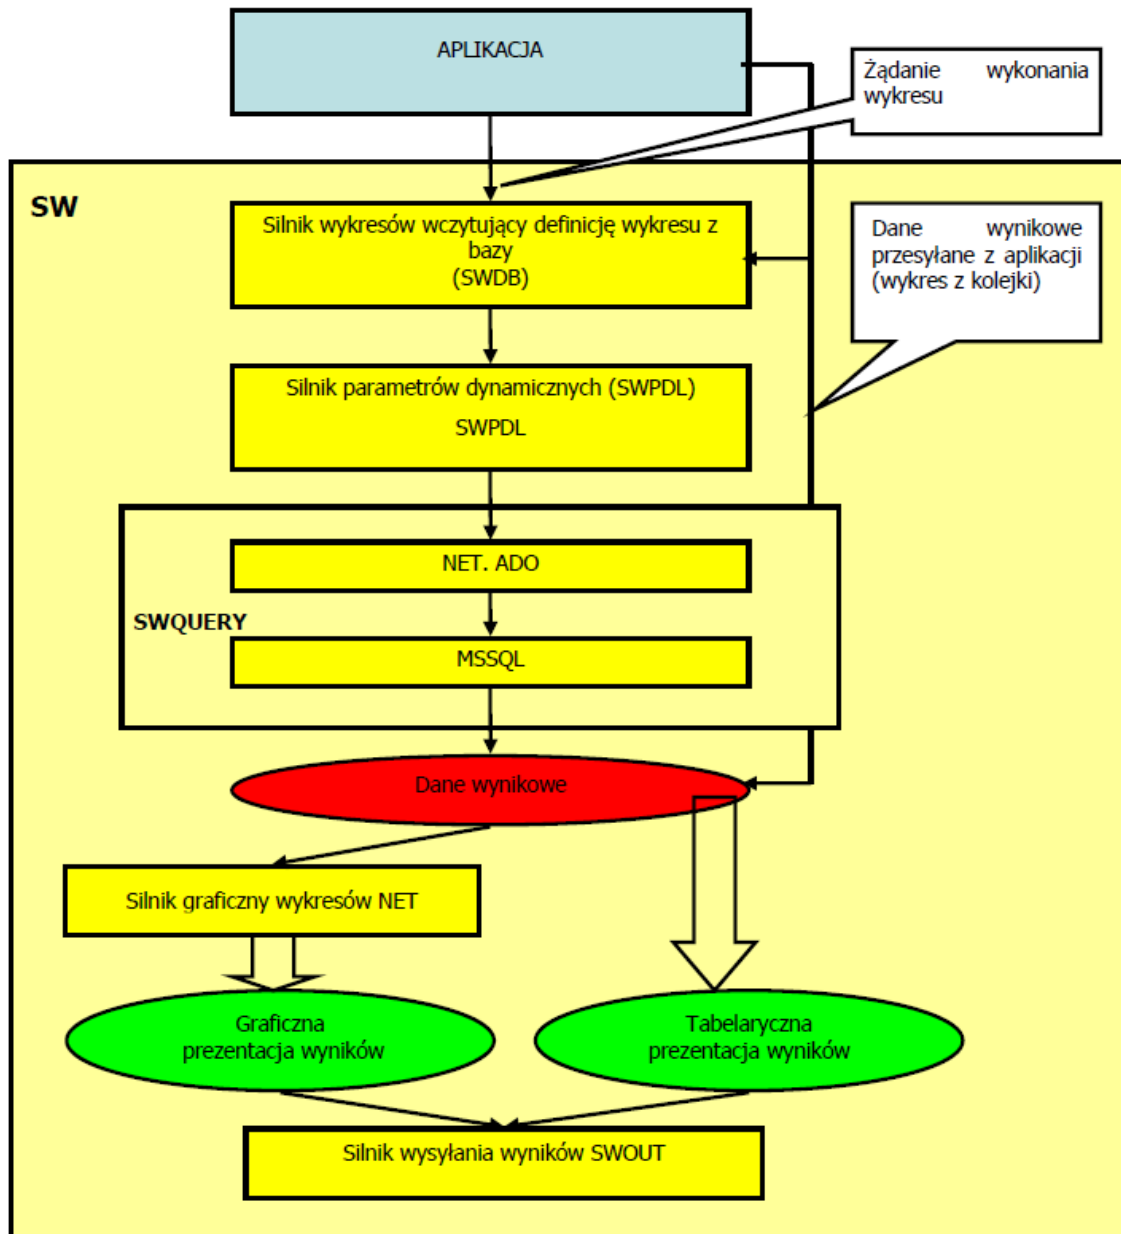 APLIKACJA
Żądanie wykonania
wykresu
SW
Silnik wykresów wczytujący definicję wykresu z
bazy
(SWDB)
Dane wynikowe
przesyłane z aplikacji
(wykres z kolejki)
Silnik parametrów dynamicznych (SWPDL)
SWPDL
NET. ADO
SWQUERY
MSSQL
Dane wynikowe
Silnik graficzny wykresów NET
Graficzna
prezentacja wyników
Tabelaryczna
prezentacja wyników
Silnik wysyłania wyników SWOUT